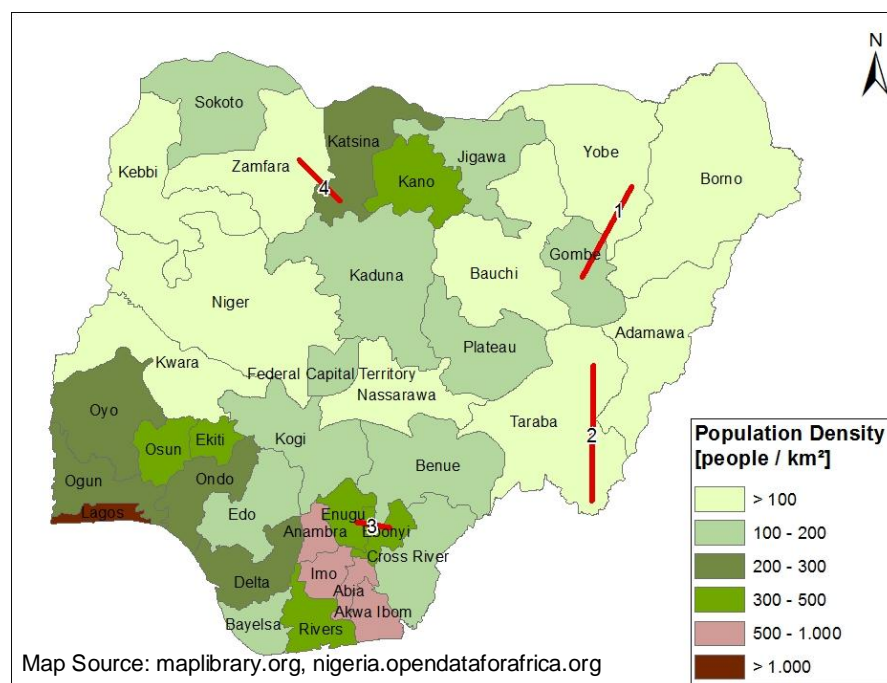 N
Sokoto
Katsina
Kebbi
Zamfara
4
Kano
Jigawa
Yobe
Borno
1
Gombe
Kaduna
Bauchi
Niger
Adamawa
Plateau
Kwara
Federal Capital Territory
Nassarawa
Taraba
Oyo
Osun
Ekiti
Kogi
2
Benue
Ogun
Ondo
Edo
Lagos
Enugu
3
Anambra
Ebonyi
Cross River
Delta
Imo
Abia
Akwa Ibom
Bayelsa
Rivers
Population Density
[people / km²]
> 100
100 - 200
200 - 300
300 - 500
500 - 1.000
> 1.000
Map Source: maplibrary.org, nigeria.opendataforafrica.org